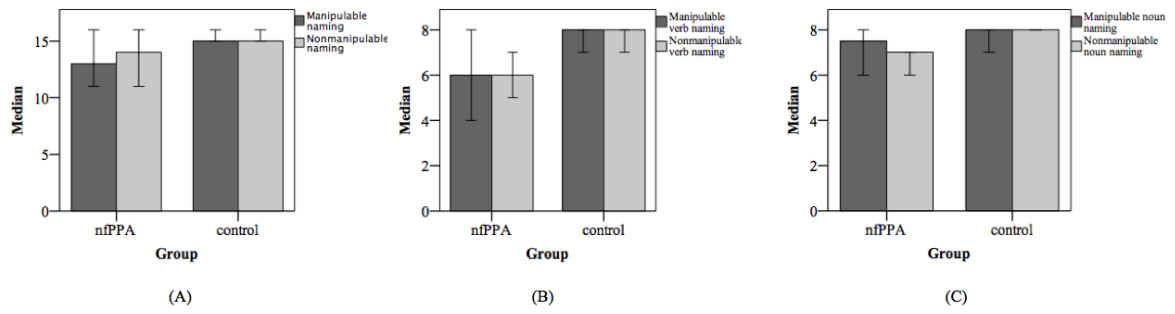 Manipulable
naming
Nonmanipulable
naming
15
10
5
0
Median
nfPPA
control
Group
(A)
Manipulable
verb naming
Nonmanipulable
verb naming
8
6
4
2
0
Median
nfPPA
control
Group
(B)
Manipulable noun
naming
Nonmanipulable
noun naming
8
6
4
2
0
Median
nfPPA
control
Group
(C)